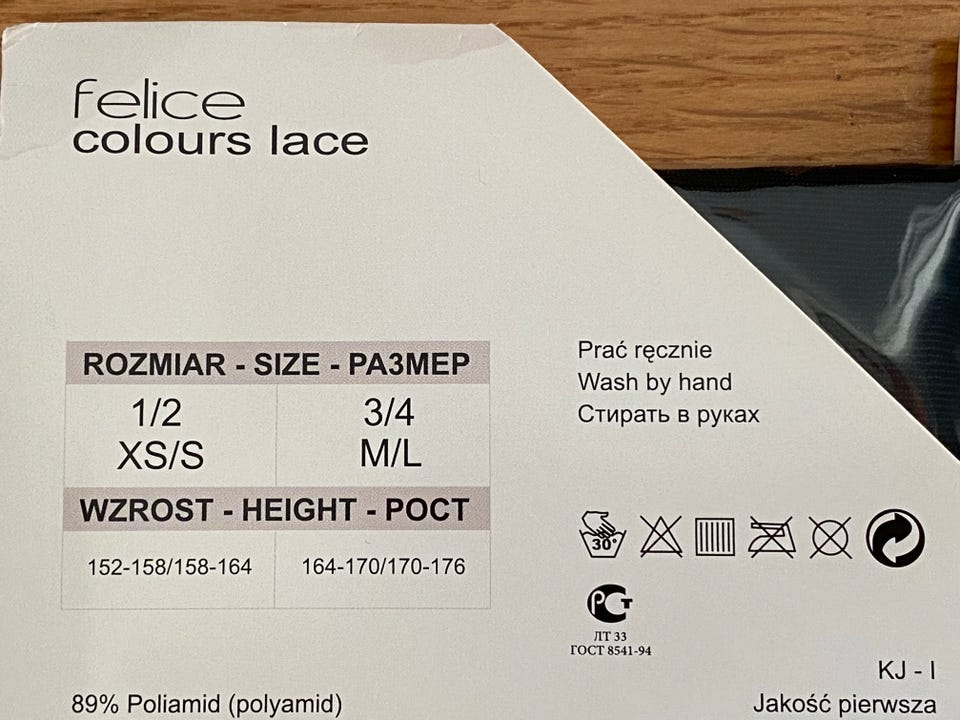 felice
colours lace
ROZMIAR - SIZE - РАЗМЕР
1/2 3/4
XS/S M/L
WZROST - HEIGHT - РОСТ
152-158/158-164 164-170/170-176
89% Poliamid (polyamid)
Prać ręcznie
Wash by hand
Стирать в руках
30°
РСТ
ЛТ 33
ГОСТ 8541-94
KJ - I
Jakość pierwsza